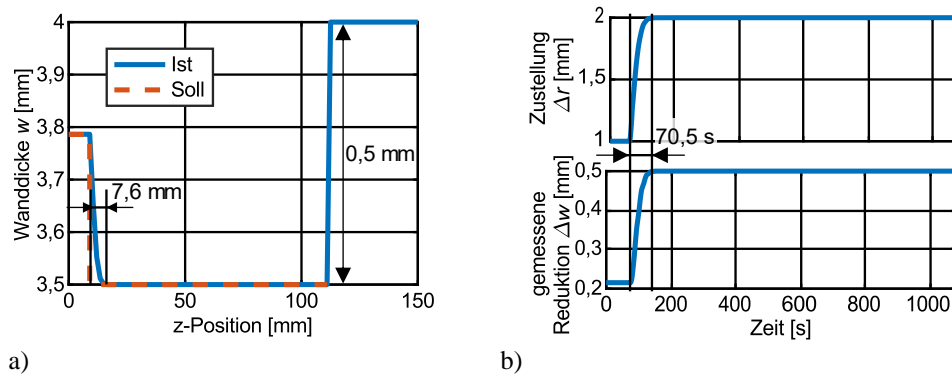 Wanddicke w [mm]
4
3,9
3,8
3,7
3,6
3,5
Ist
Soll
7,6 mm
0,5 mm
0
50
100
150
z-Position [mm]
a)
Zustellung
Δr [mm]
2
1,5
1
70,5 s
gemessene
Reduktion Δw [mm]
0,5
0,4
0,3
0,2
0
200
400
600
800
1000
Zeit [s]
b)